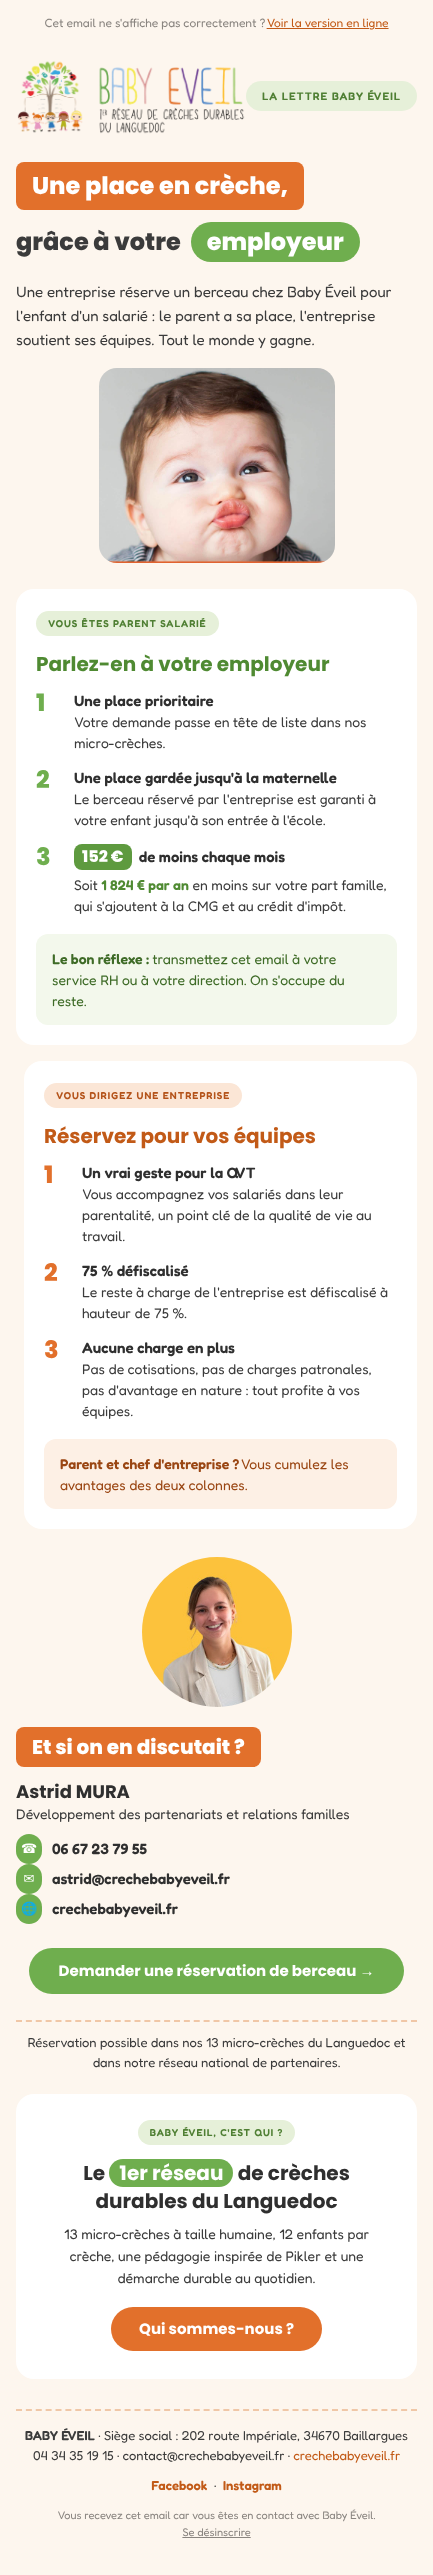 Cet email ne s'affiche pas correctement ? Voir la version en ligne
BABY EVEIL
1ER RÉSEAU DE CRÈCHES DURABLES
DU LANGUEDOC
LA LETTRE BABY ÉVEIL
Une place en crèche,
grâce à votre employeur
Une entreprise réserve un berceau chez Baby Éveil pour
l'enfant d'un salarié : le parent a sa place, l'entreprise
soutient ses équipes. Tout le monde y gagne.
VOUS ÊTES PARENT SALARIÉ
Parlez-en à votre employeur
1 Une place prioritaire
Votre demande passe en tête de liste dans nos
micro-crèches.
2 Une place gardée jusqu'à la maternelle
Le berceau réservé par l'entreprise est garanti à
votre enfant jusqu'à son entrée à l'école.
3 152 € de moins chaque mois
Soit 1 824 € par an en moins sur votre part famille,
qui s'ajoutent à la CMG et au crédit d'impôt.
Le bon réflexe : transmettez cet email à votre
service RH ou à votre direction. On s'occupe du
reste.
VOUS DIRIGEZ UNE ENTREPRISE
Réservez pour vos équipes
1 Un vrai geste pour la QVT
Vous accompagnez vos salariés dans leur
parentalité, un point clé de la qualité de vie au
travail.
2 75 % défiscalisé
Le reste à charge de l'entreprise est défiscalisé à
hauteur de 75 %.
3 Aucune charge en plus
Pas de cotisations, pas de charges patronales,
pas d'avantage en nature : tout profite à vos
équipes.
Parent et chef d'entreprise ? Vous cumulez les
avantages des deux colonnes.
Et si on en discutait ?
Astrid MURA
Développement des partenariats et relations familles
06 67 23 79 55
astrid@crechebabyeveil.fr
crechebabyeveil.fr
Demander une réservation de berceau →
Réservation possible dans nos 13 micro-crèches du Languedoc et
dans notre réseau national de partenaires.
BABY ÉVEIL, C'EST QUI ?
Le 1er réseau de crèches
durables du Languedoc
13 micro-crèches à taille humaine, 12 enfants par
crèche, une pédagogie inspirée de Pikler et une
démarche durable au quotidien.
Qui sommes-nous ?
BABY ÉVEIL · Siège social : 202 route Impériale, 34670 Baillargues
04 34 35 19 15 · contact@crechebabyeveil.fr · crechebabyeveil.fr
Facebook · Instagram
Vous recevez cet email car vous êtes en contact avec Baby Éveil.
Se désinscrire